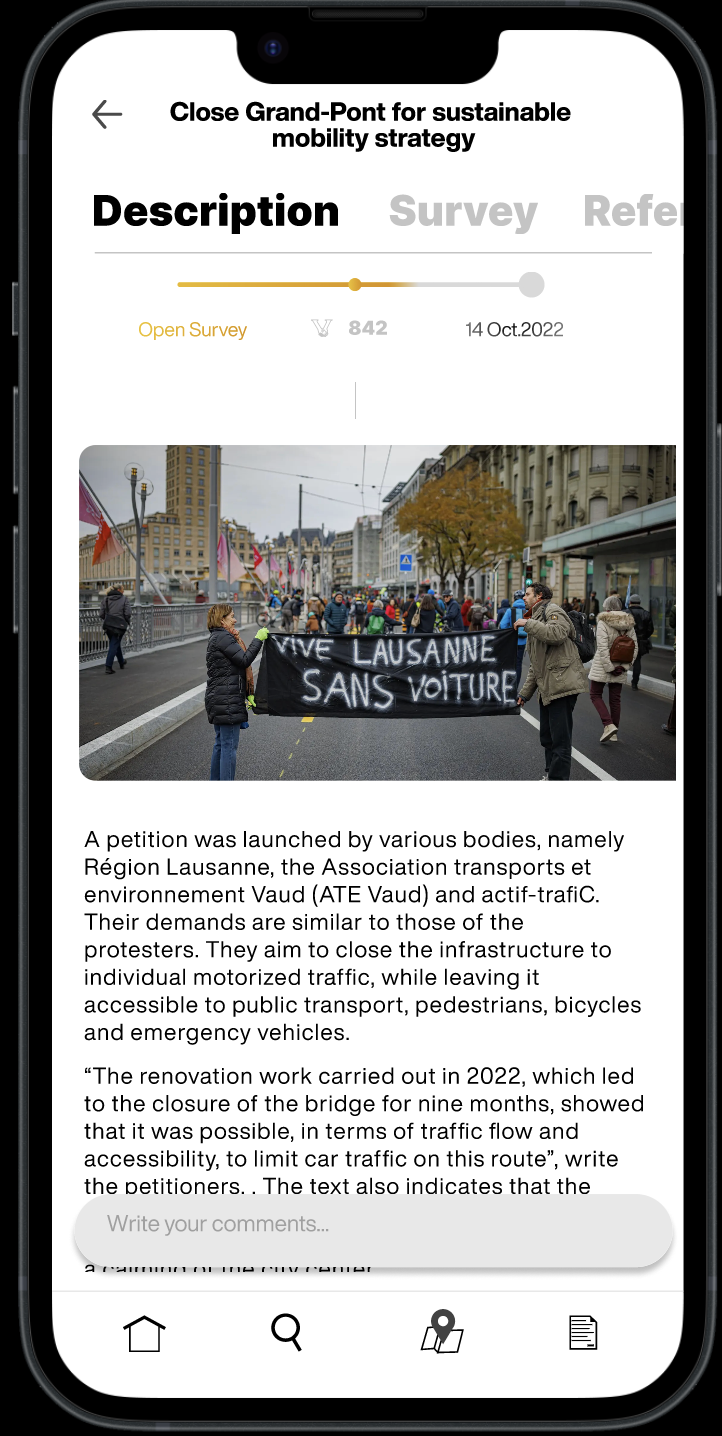 Close Grand-Pont for sustainable
mobility strategy
Description Survey Refe
Open Survey 842 14 Oct.2022
VIVE LAUSANNE
SANS VOITURE
A petition was launched by various bodies, namely
Région Lausanne, the Association transports et
environnement Vaud (ATE Vaud) and actif-trafiC.
Their demands are similar to those of the
protesters. They aim to close the infrastructure to
individual motorized traffic, while leaving it
accessible to public transport, pedestrians, bicycles
and emergency vehicles.
“The renovation work carried out in 2022, which led
to the closure of the bridge for nine months, showed
that it was possible, in terms of traffic flow and
accessibility, to limit car traffic on this route”, write
the petitioners. . The text also indicates that the
Write your comments...
a calming of the city center